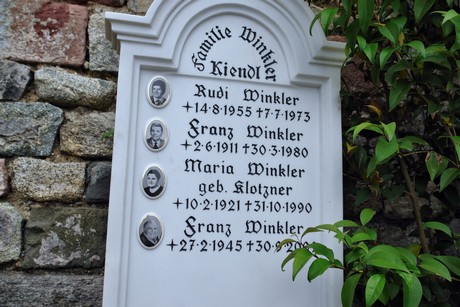 Familie Winkler
Kiendl
Rudi Winkler
*14·8·1955 †7·7·1973
Franz Winkler
*2·6·1911 †30·3·1980
Maria Winkler
geb. Klotzner
*10·2·1921 †31·10·1990
Franz Winkler
*27·2·1945 †30·9·